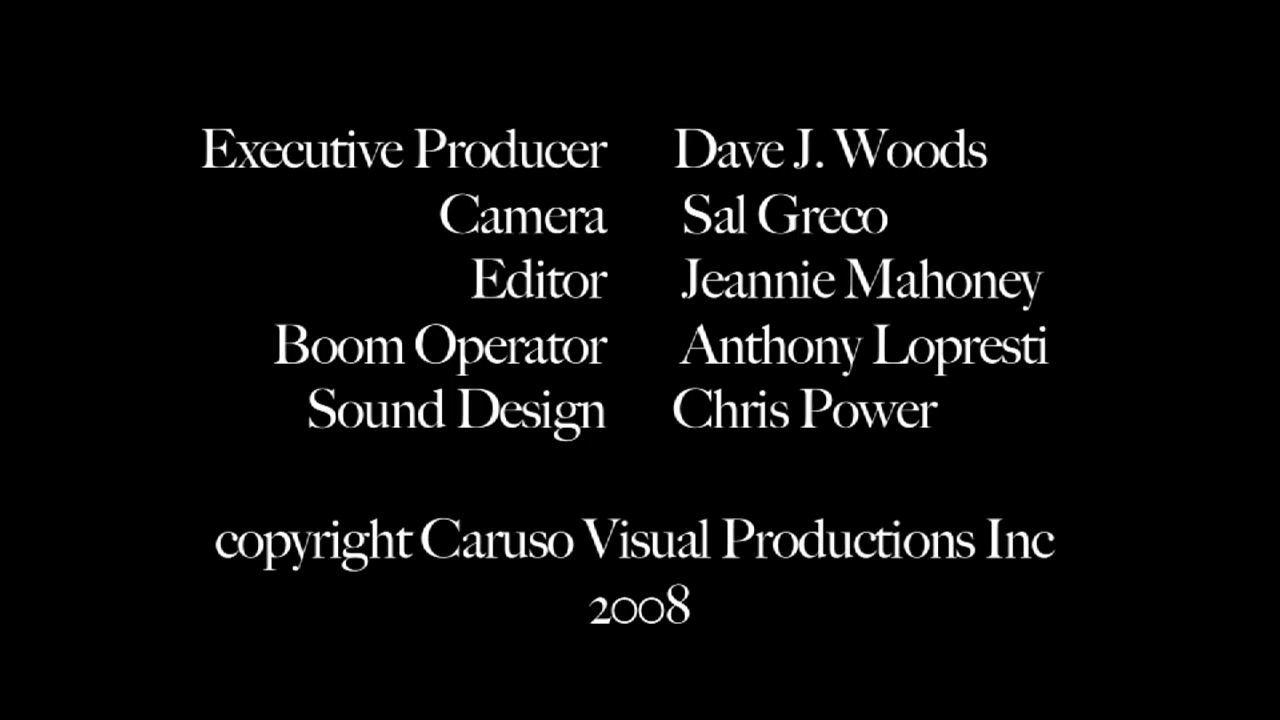 Executive Producer Dave J. Woods
Camera Sal Greco
Editor Jeannie Mahoney
Boom Operator Anthony Lopresti
Sound Design Chris Power
copyright Caruso Visual Productions Inc
2008